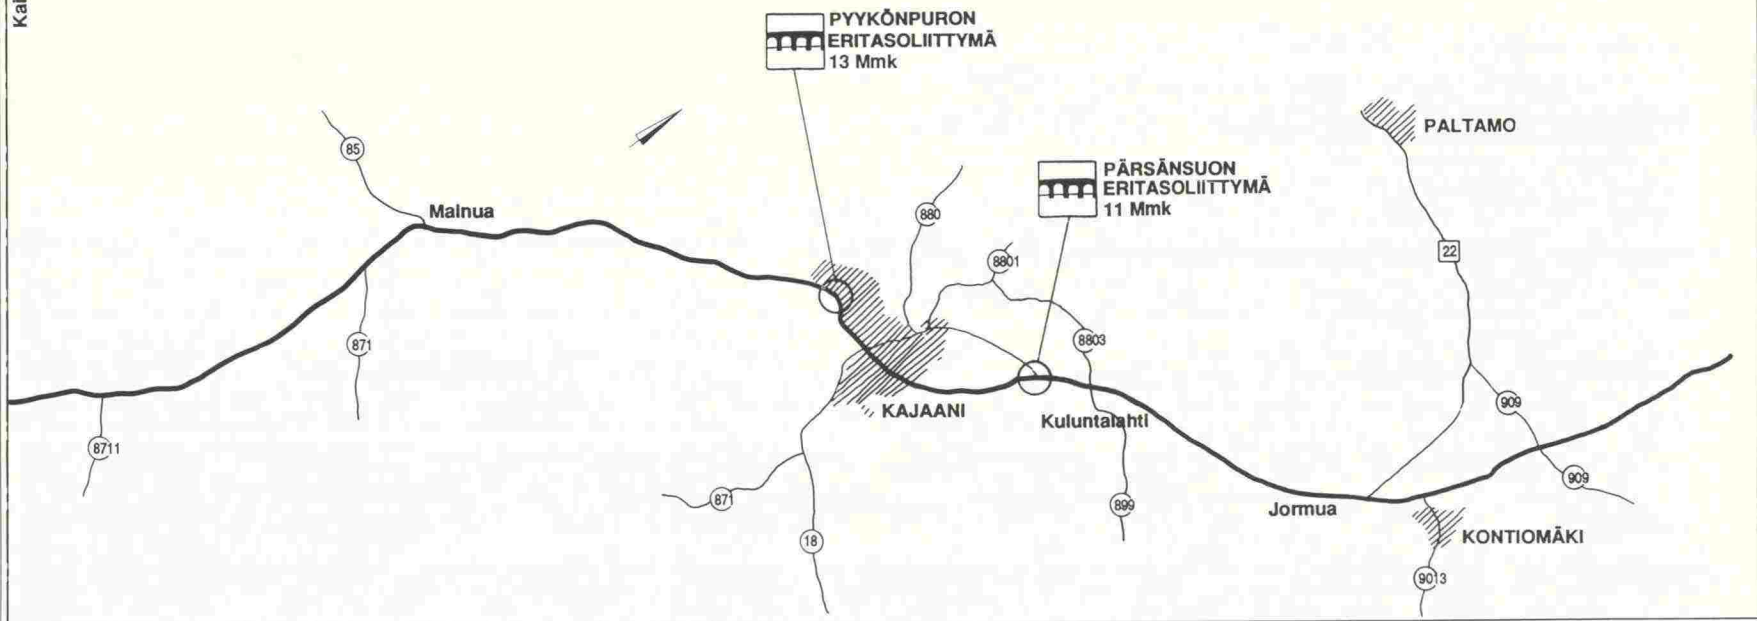 Kai
PYYKÖNPURON
ERITASOLIITTYMÄ
13 Mmk
PALTAMO
85
PÄRSÄNSUON
ERITASOLIITTYMÄ
11 Mmk
Mainua
880
22
8801
871
8803
909
KAJAANI
Kuluntalahti
8711
909
871
899
Jormua
18
KONTIOMÄKI
9013